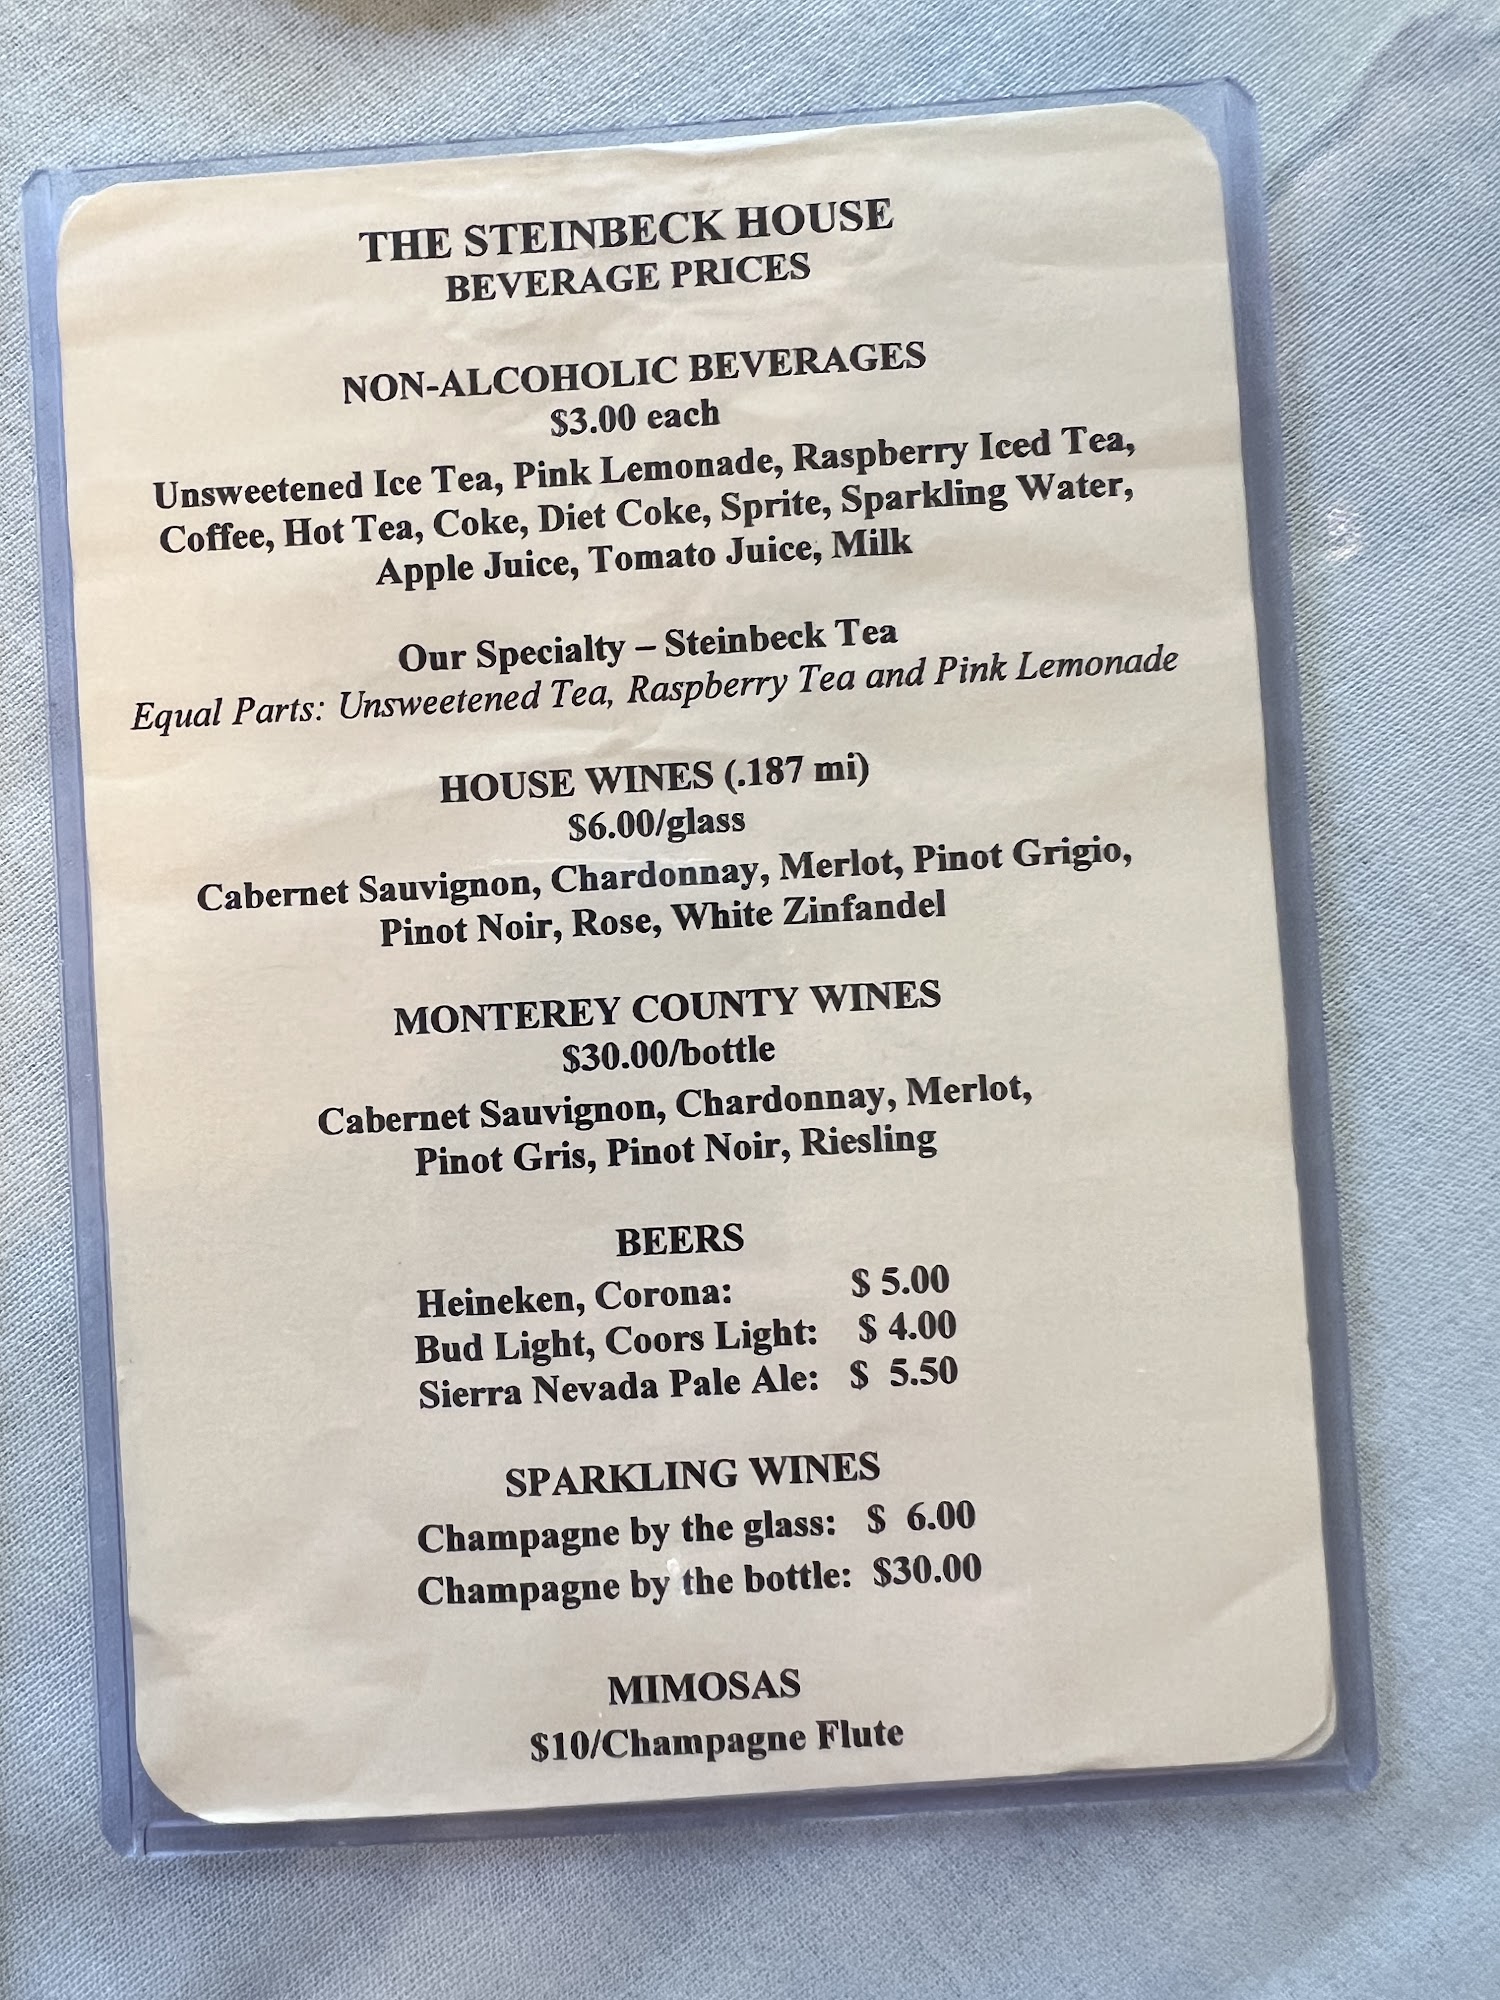 THE STEINBECK HOUSE
BEVERAGE PRICES
NON-ALCOHOLIC BEVERAGES
$3.00 each
Unsweetened Ice Tea, Pink Lemonade, Raspberry Iced Tea,
Coffee, Hot Tea, Coke, Diet Coke, Sprite, Sparkling Water,
Apple Juice, Tomato Juice, Milk
Our Specialty – Steinbeck Tea
Equal Parts: Unsweetened Tea, Raspberry Tea and Pink Lemonade
HOUSE WINES (.187 mi)
$6.00/glass
Cabernet Sauvignon, Chardonnay, Merlot, Pinot Grigio,
Pinot Noir, Rose, White Zinfandel
MONTEREY COUNTY WINES
$30.00/bottle
Cabernet Sauvignon, Chardonnay, Merlot,
Pinot Gris, Pinot Noir, Riesling
BEERS
Heineken, Corona: $ 5.00
Bud Light, Coors Light: $ 4.00
Sierra Nevada Pale Ale: $ 5.50
SPARKLING WINES
Champagne by the glass: $ 6.00
Champagne by the bottle: $30.00
MIMOSAS
$10/Champagne Flute